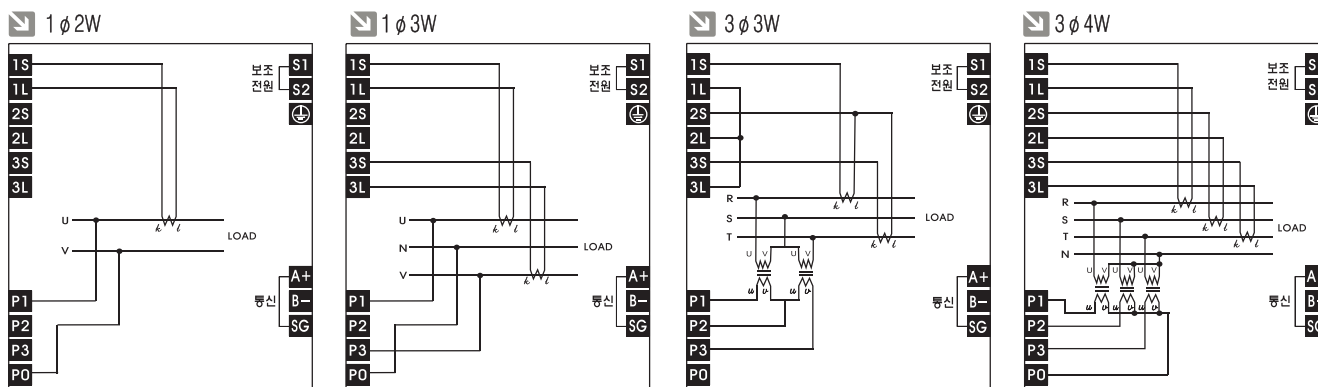 1ϕ2W
1S
1L
2S
2L
3S
3L
P1
P2
P3
P0
보조
전원
S1
S2
통신
A+
B-
SG
U
V
k l
LOAD
1ϕ3W
1S
1L
2S
2L
3S
3L
P1
P2
P3
P0
보조
전원
S1
S2
통신
A+
B-
SG
U
N
V
k l
k l
LOAD
3ϕ3W
1S
1L
2S
2L
3S
3L
P1
P2
P3
P0
보조
전원
S1
S2
통신
A+
B-
SG
R
S
T
k l
k l
LOAD
U V U V
u v u v
3ϕ4W
1S
1L
2S
2L
3S
3L
P1
P2
P3
P0
보조
전원
S
S
통신
A
B
SG
R
S
T
N
k l
k l
k l
LOAD
U V U V U V
u v u v u v